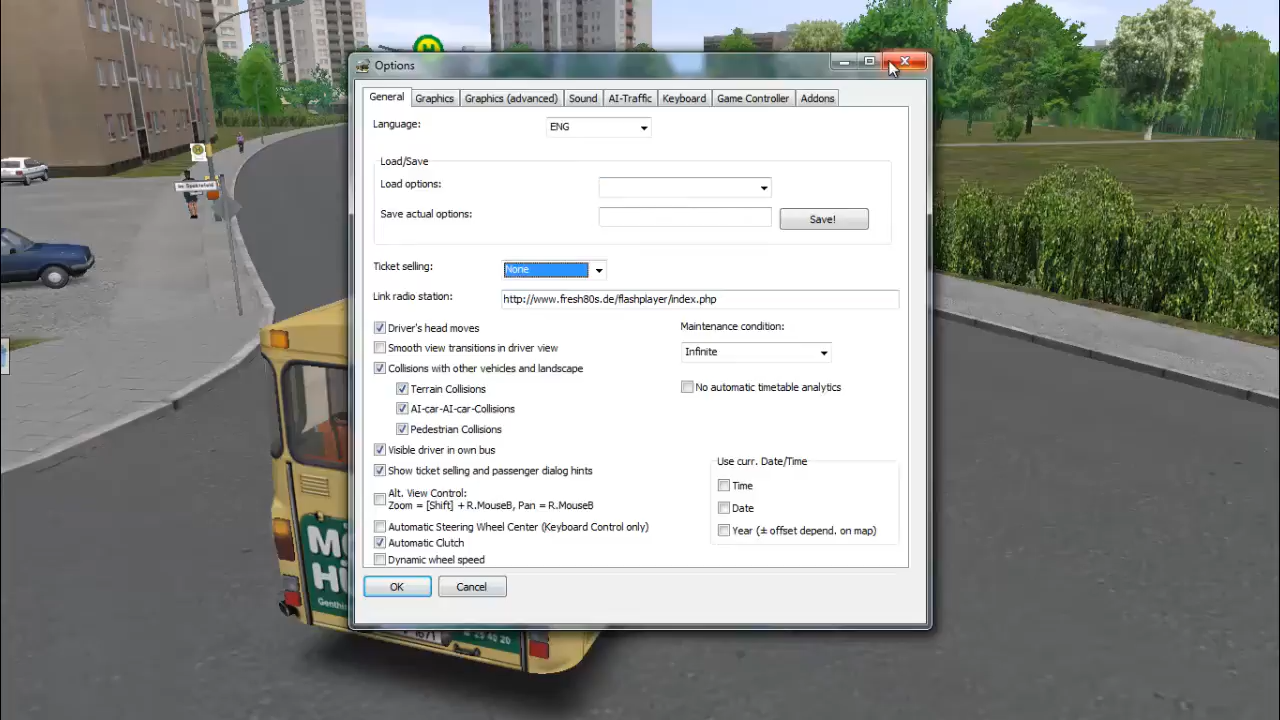 H
Options
General Graphics Graphics (advanced) Sound AI-Traffic Keyboard Game Controller Addons
Language: ENG
Load/Save
Load options:
Save actual options: Save!
Ticket selling: None
Link radio station: http://www.fresh80s.de/flashplayer/index.php
Driver's head moves
Smooth view transitions in driver view
Collisions with other vehicles and landscape
Terrain Collisions
AI-car-AI-car-Collisions
Pedestrian Collisions
Visible driver in own bus
Show ticket selling and passenger dialog hints
Alt. View Control:
Zoom = [Shift] + R.MouseB, Pan = R.MouseB
Automatic Steering Wheel Center (Keyboard Control only)
Automatic Clutch
Dynamic wheel speed
Maintenance condition:
Infinite
No automatic timetable analytics
Use curr. Date/Time
Time
Date
Year (± offset depend. on map)
OK Cancel